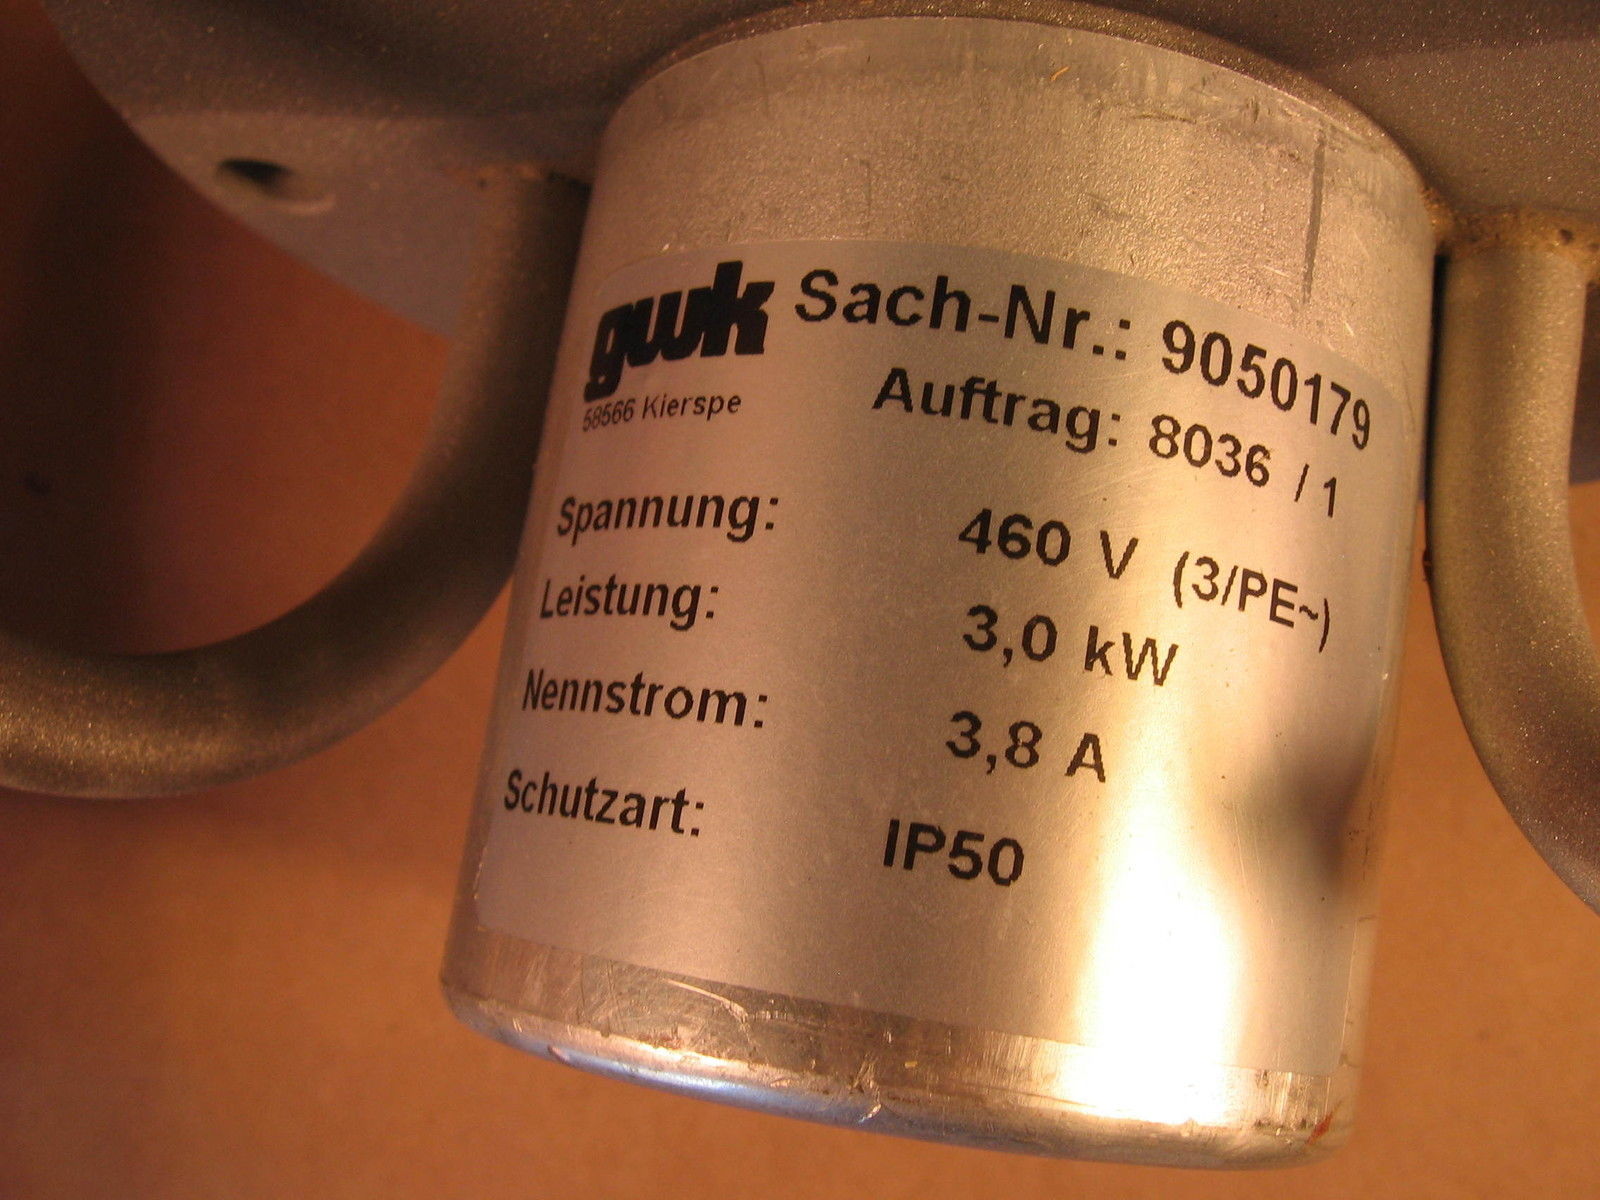 gwk Sach-Nr.: 9050179
58566 Kierspe Auftrag: 8036 / 1
Spannung: 460 V (3/PE~)
Leistung: 3,0 kW
Nennstrom: 3,8 A
Schutzart: IP50